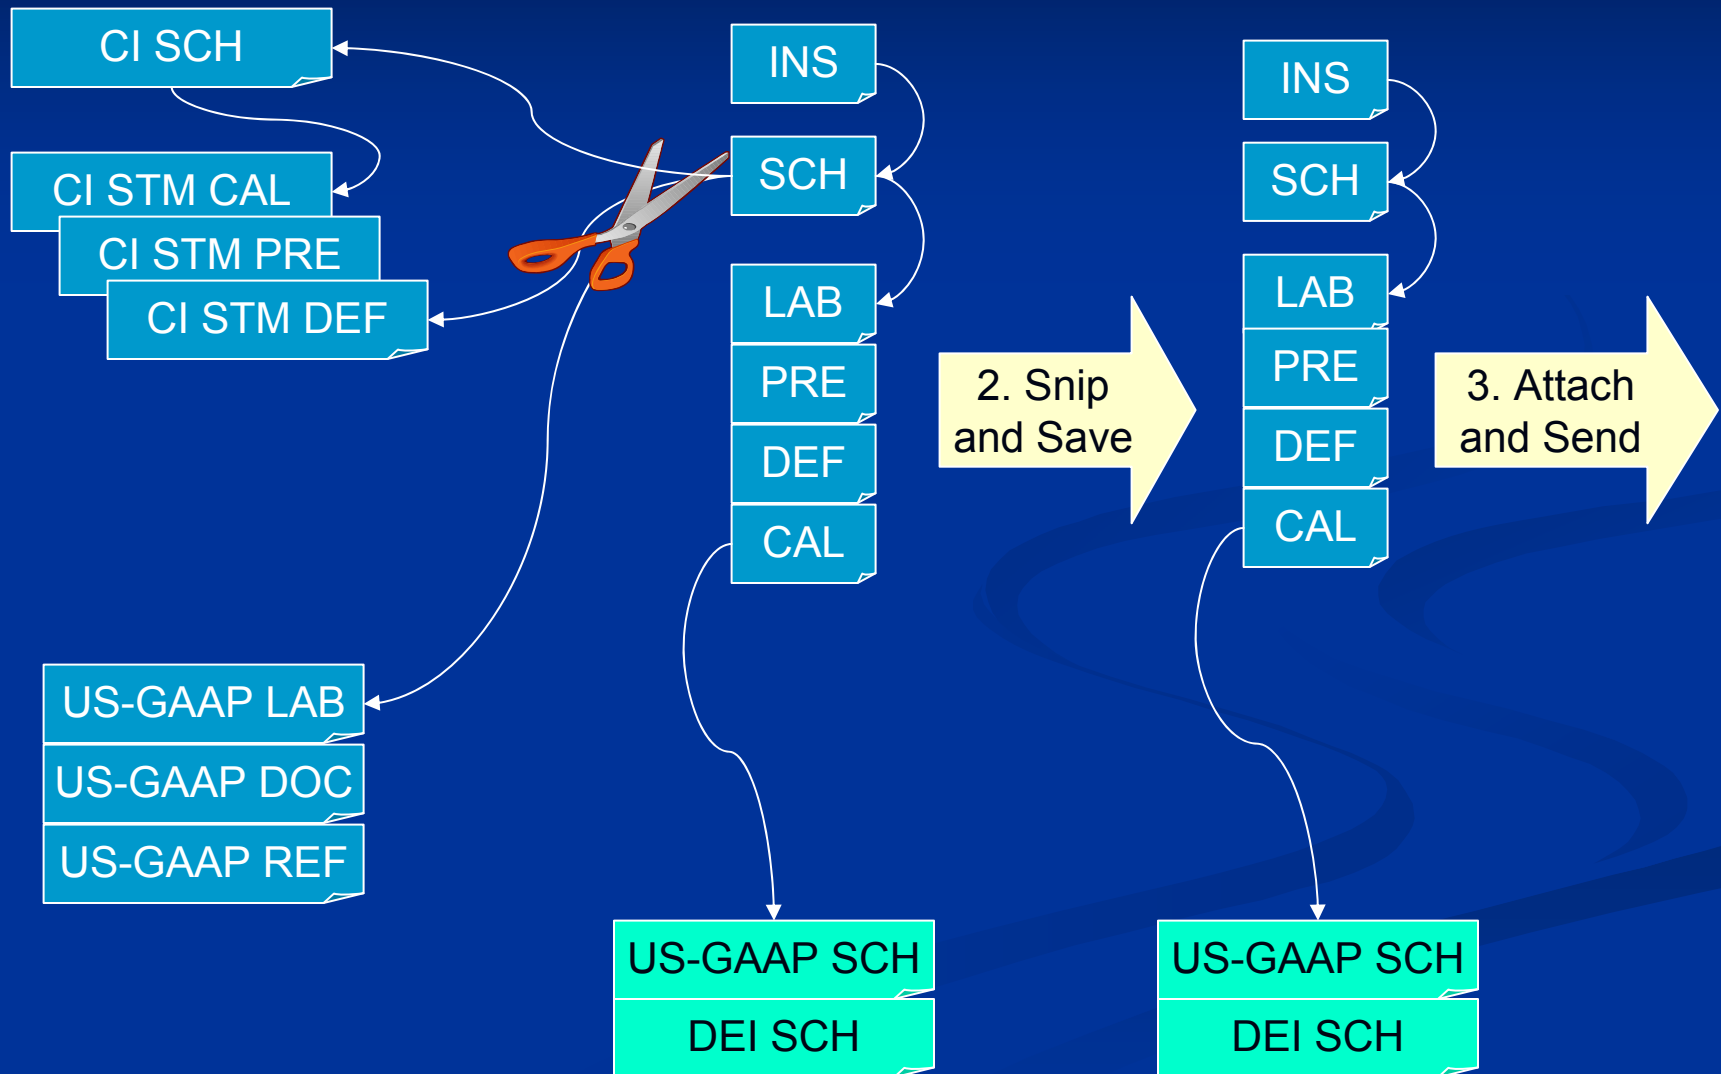 CI SCH
CI STM CAL
CI STM PRE
CI STM DEF
US-GAAP LAB
US-GAAP DOC
US-GAAP REF
INS
SCH
LAB
PRE
DEF
CAL
US-GAAP SCH
DEI SCH
2. Snip
and Save
INS
SCH
LAB
PRE
DEF
CAL
US-GAAP SCH
DEI SCH
3. Attach
and Send